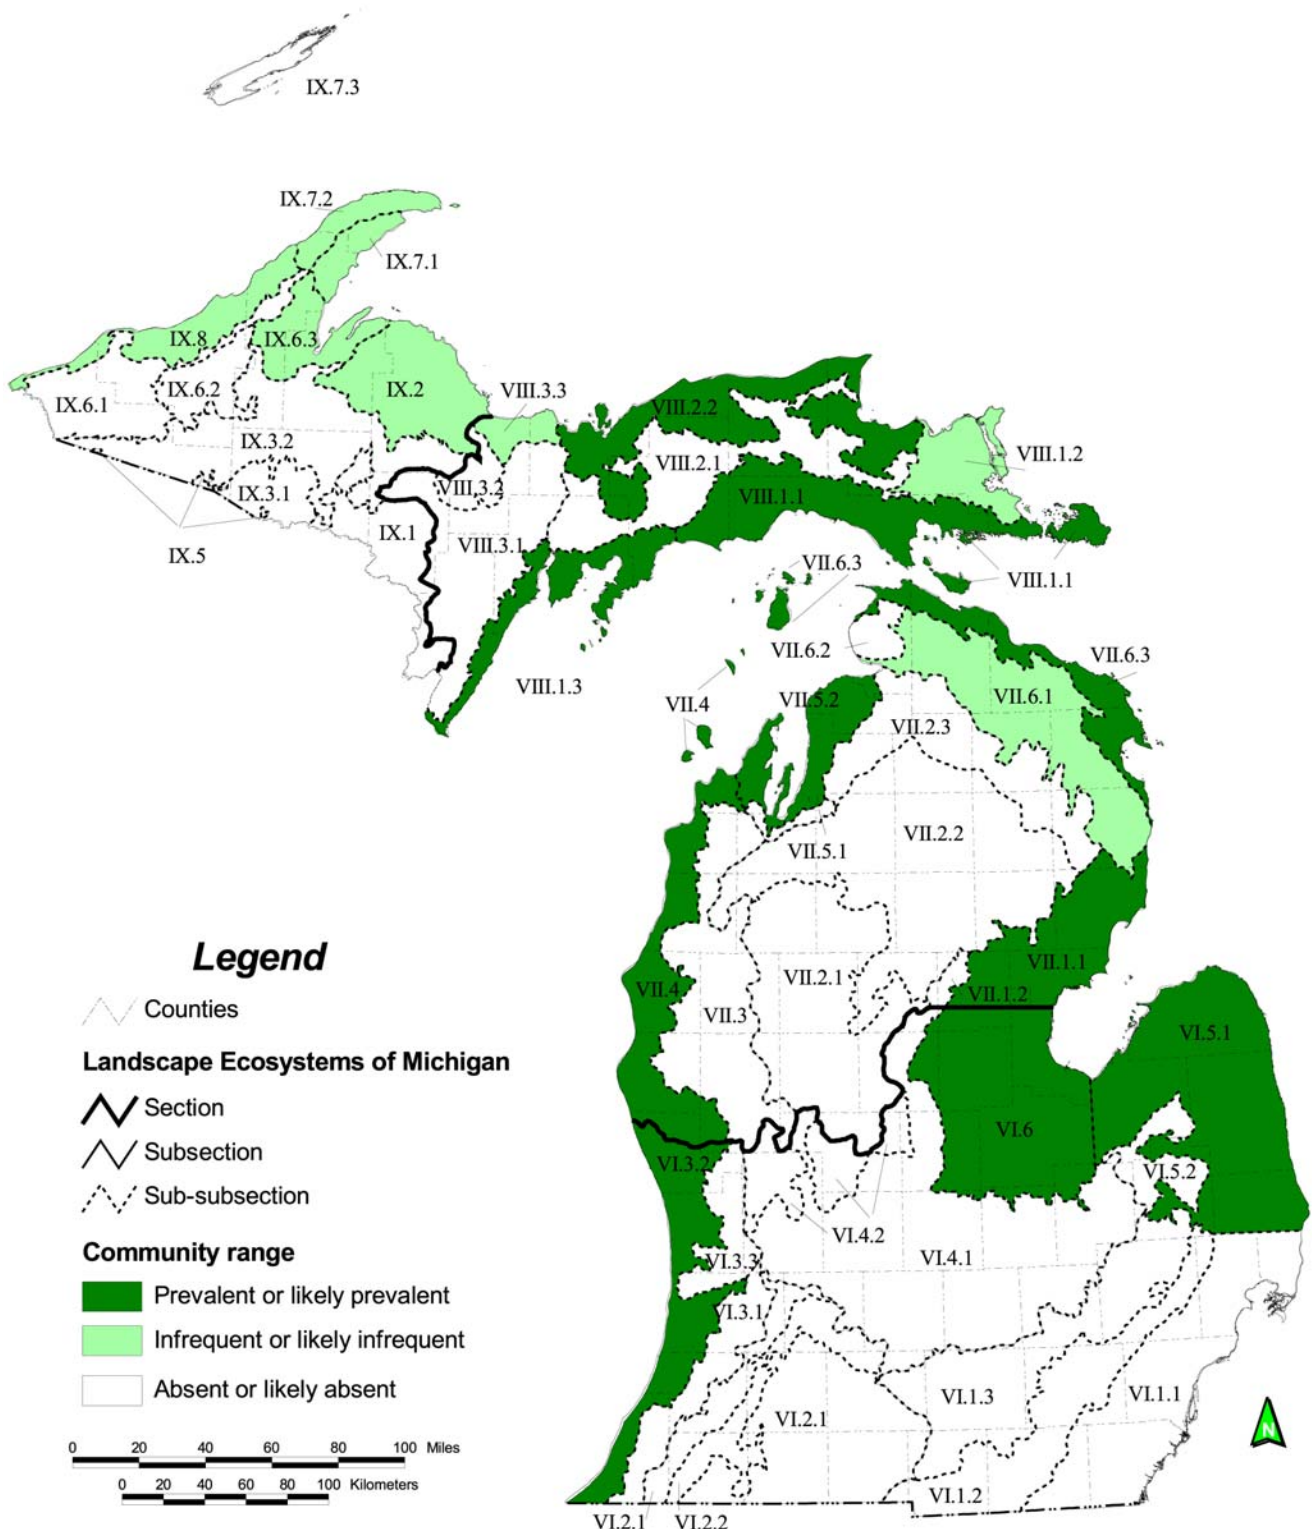 IX.7.3
IX.7.2
IX.7.1
IX.8
IX.6.3
IX.6.2
IX.2
VIII.3.3
VIII.2.2
IX.6.1
IX.3.2
VIII.2.1
VIII.1.2
VIII.3.2
IX.3.1
VIII.1.1
IX.1
IX.5
VIII.3.1
VII.6.3
VIII.1.1
VII.6.2
VII.6.3
VIII.1.3
VII.4
VII.5.2
VII.6.1
VII.2.3
VII.2.2
VII.5.1
VII.1.1
VII.2.1
VII.4
VII.1.2
VII.3
VI.5.1
VI.6
VI.3.2
VI.5.2
VI.4.2
VI.4.1
VI.3.3
VI.3.1
VI.1.3
VI.1.1
VI.2.1
VI.1.2
VI.2.1
VI.2.2
Legend
Counties
Landscape Ecosystems of Michigan
Section
Subsection
Sub-subsection
Community range
Prevalent or likely prevalent
Infrequent or likely infrequent
Absent or likely absent
0 20 40 60 80 100 Miles
0 20 40 60 80 100 Kilometers
N